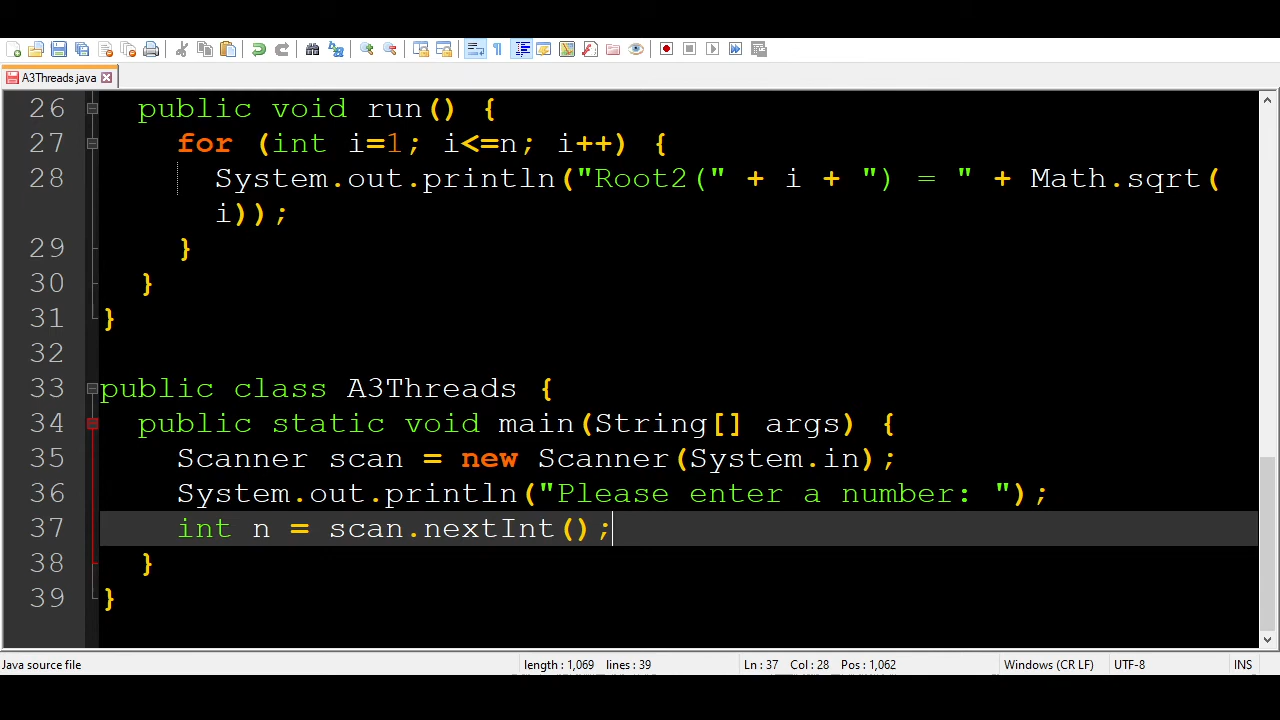 A3Threads.java
26 public void run() {
27 for (int i=1; i<=n; i++) {
28 System.out.println("Root2(" + i + ") = " + Math.sqrt(
i));
29 }
30 }
31 }
32
33 public class A3Threads {
34 public static void main(String[] args) {
35 Scanner scan = new Scanner(System.in);
36 System.out.println("Please enter a number: ");
37 int n = scan.nextInt();
38 }
39 }
Java source file length : 1,069 lines : 39 Ln : 37 Col : 28 Pos : 1,062 Windows (CR LF) UTF-8 INS